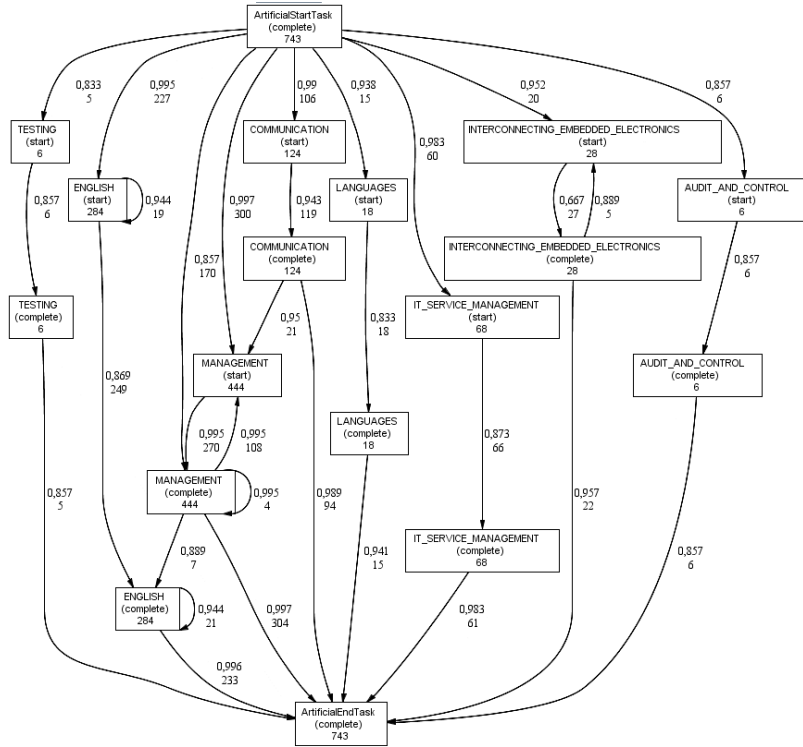 ArtificialStartTask
(complete)
743
0,833
5
0,995
227
0,99
106
0,938
15
0,952
20
0,857
6
TESTING
(start)
6
COMMUNICATION
(start)
124
INTERCONNECTING_EMBEDDED_ELECTRONICS
(start)
28
0,983
60
0,857
6
ENGLISH
(start)
284
0,944
19
0,997
300
0,943
119
LANGUAGES
(start)
18
0,667
27
0,889
5
AUDIT_AND_CONTROL
(start)
6
COMMUNICATION
(complete)
124
INTERCONNECTING_EMBEDDED_ELECTRONICS
(complete)
28
0,857
170
0,857
6
TESTING
(complete)
6
0,95
21
0,833
18
IT_SERVICE_MANAGEMENT
(start)
68
0,869
249
MANAGEMENT
(start)
444
AUDIT_AND_CONTROL
(complete)
6
LANGUAGES
(complete)
18
0,995
270
0,995
108
0,873
66
MANAGEMENT
(complete)
444
0,995
4
0,857
5
0,989
94
0,957
22
IT_SERVICE_MANAGEMENT
(complete)
68
0,889
7
0,941
15
0,857
6
ENGLISH
(complete)
284
0,944
21
0,997
304
0,983
61
0,996
233
ArtificialEndTask
(complete)
743